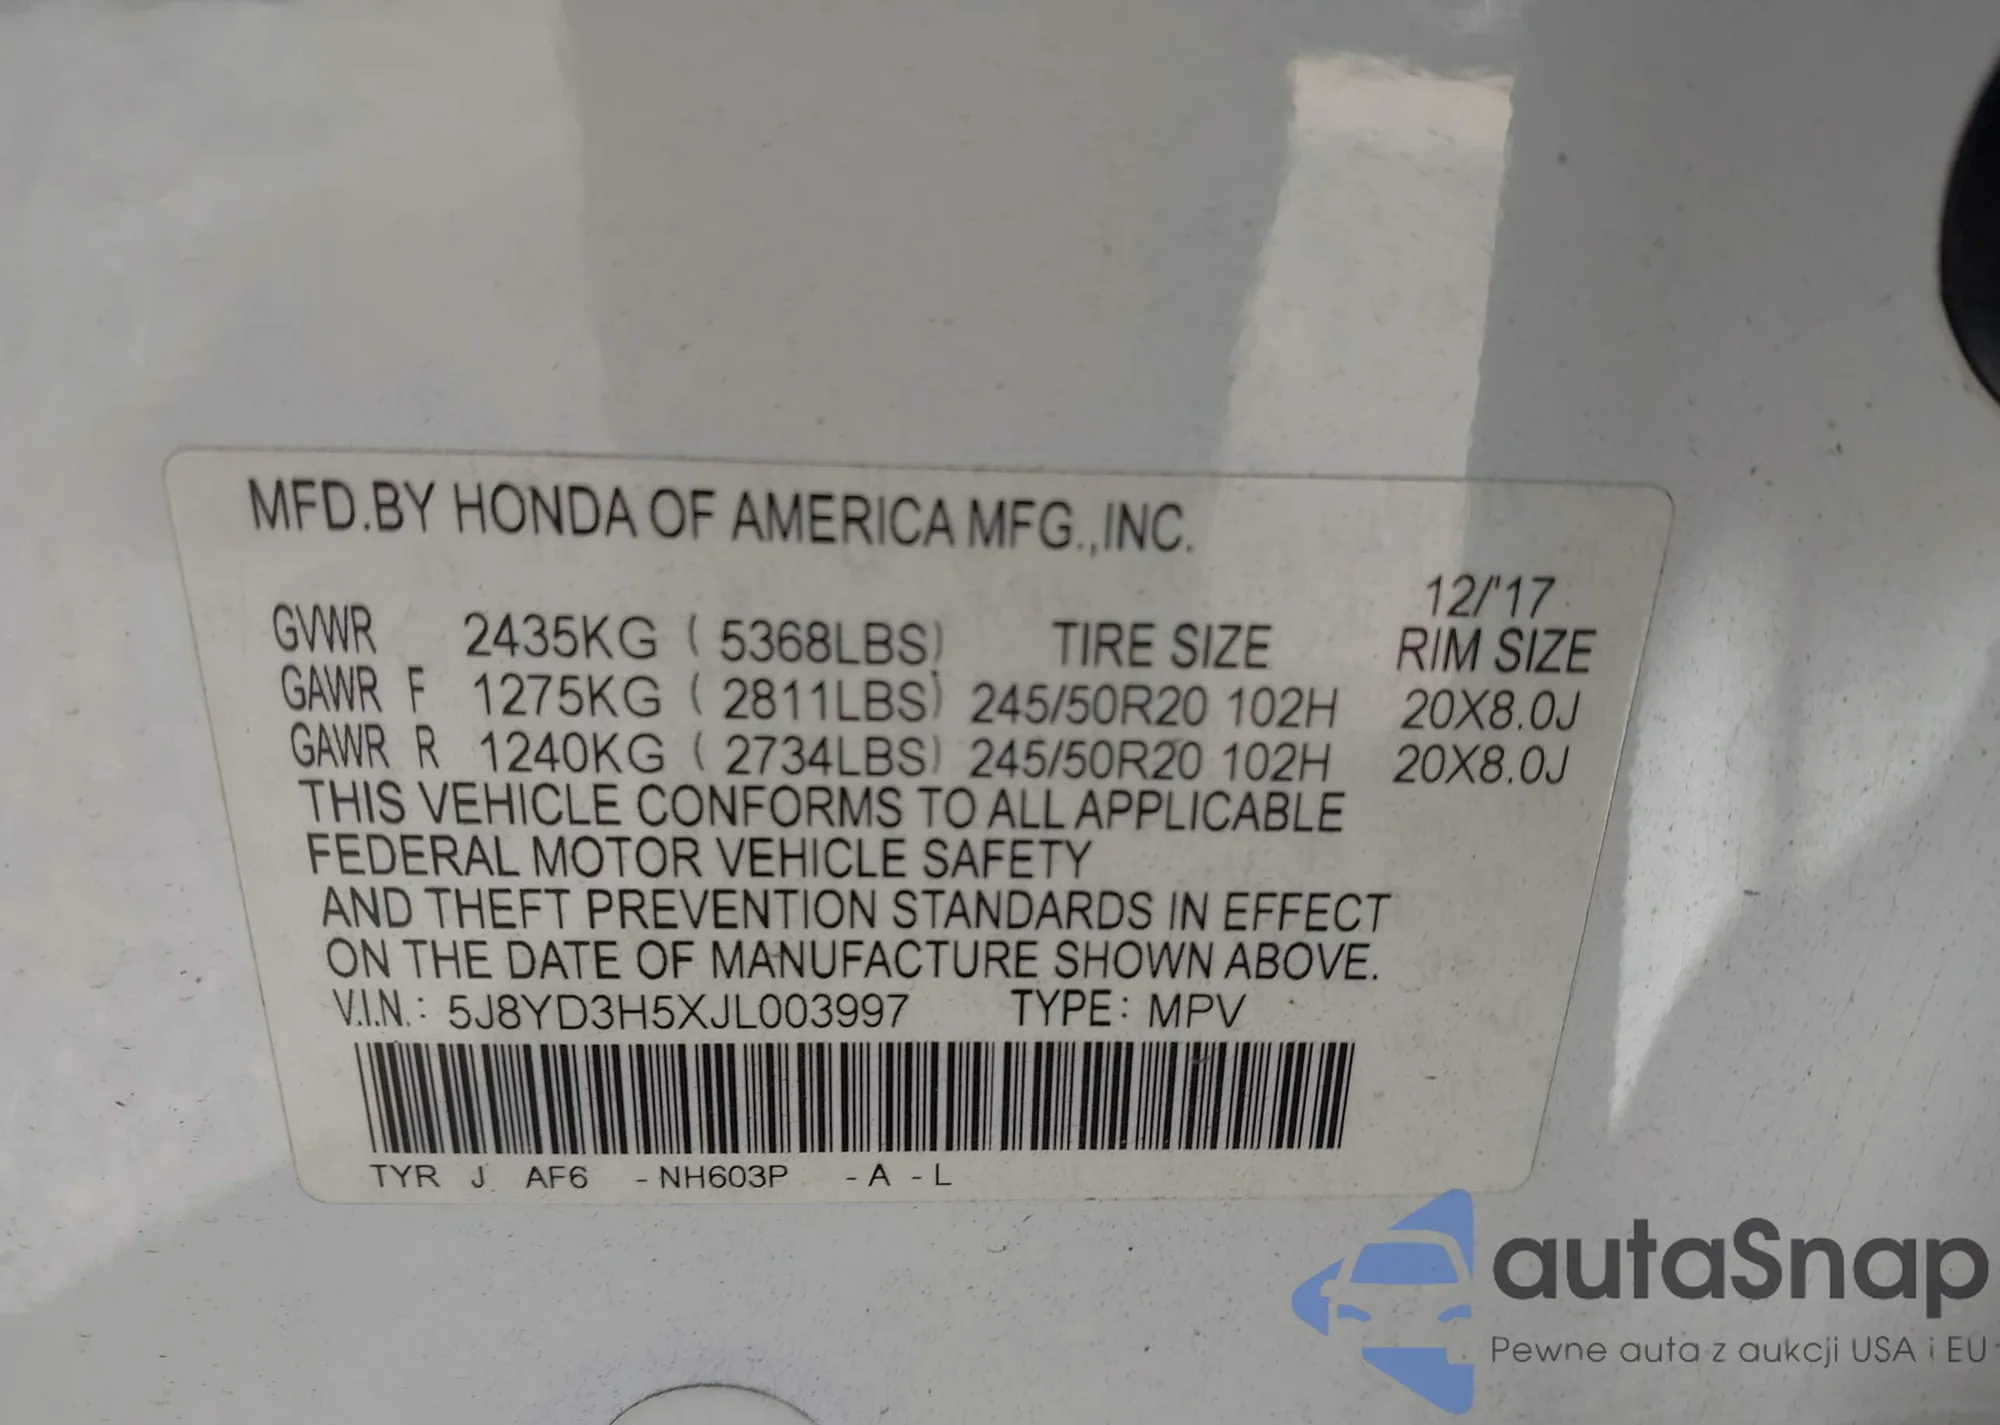 MFD.BY HONDA OF AMERICA MFG.,INC.
12/'17
GVWR 2435KG ( 5368LBS) TIRE SIZE RIM SIZE
GAWR F 1275KG ( 2811LBS) 245/50R20 102H 20X8.0J
GAWR R 1240KG ( 2734LBS) 245/50R20 102H 20X8.0J
THIS VEHICLE CONFORMS TO ALL APPLICABLE
FEDERAL MOTOR VEHICLE SAFETY
AND THEFT PREVENTION STANDARDS IN EFFECT
ON THE DATE OF MANUFACTURE SHOWN ABOVE.
V.I.N.: 5J8YD3H5XJL003997 TYPE: MPV
TYR J AF6 -NH603P -A -L
autaSnap
Pewne auta z aukcji USA i EU